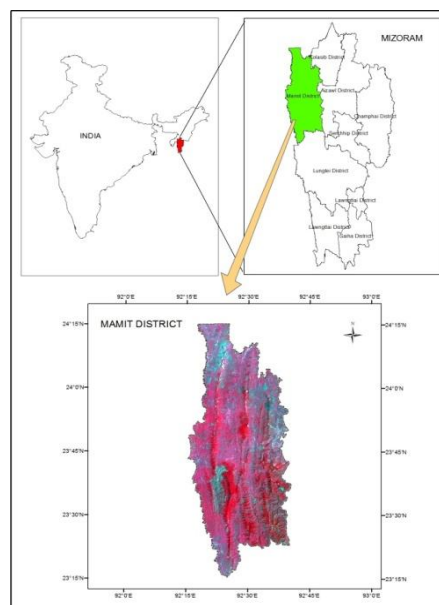 INDIA
MIZORAM
Kolasib District
Mamit District
Aizawl District
Champhai District
Serchhip District
Lunglei District
Lawngtlai District
Lawngtlai District
Saiha District
MAMIT DISTRICT
92°0'E 92°15'E 92°30'E 92°45'E 93°0'E
24°15'N 24°15'N
24°0'N 24°0'N
23°45'N 23°45'N
23°30'N 23°30'N
23°15'N 23°15'N
92°0'E 92°15'E 92°30'E 92°45'E 93°0'E